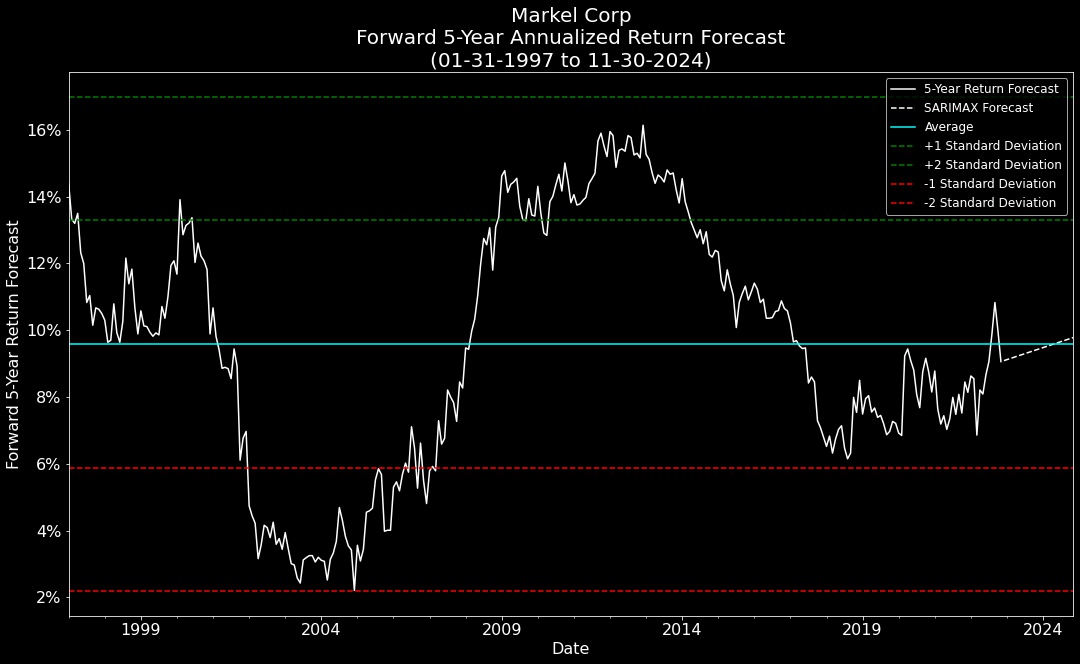 Markel Corp
Forward 5-Year Annualized Return Forecast
(01-31-1997 to 11-30-2024)
5-Year Return Forecast
SARIMAX Forecast
Average
+1 Standard Deviation
+2 Standard Deviation
-1 Standard Deviation
-2 Standard Deviation
Forward 5-Year Return Forecast
16%
14%
12%
10%
8%
6%
4%
2%
1999
2004
2009
2014
2019
2024
Date